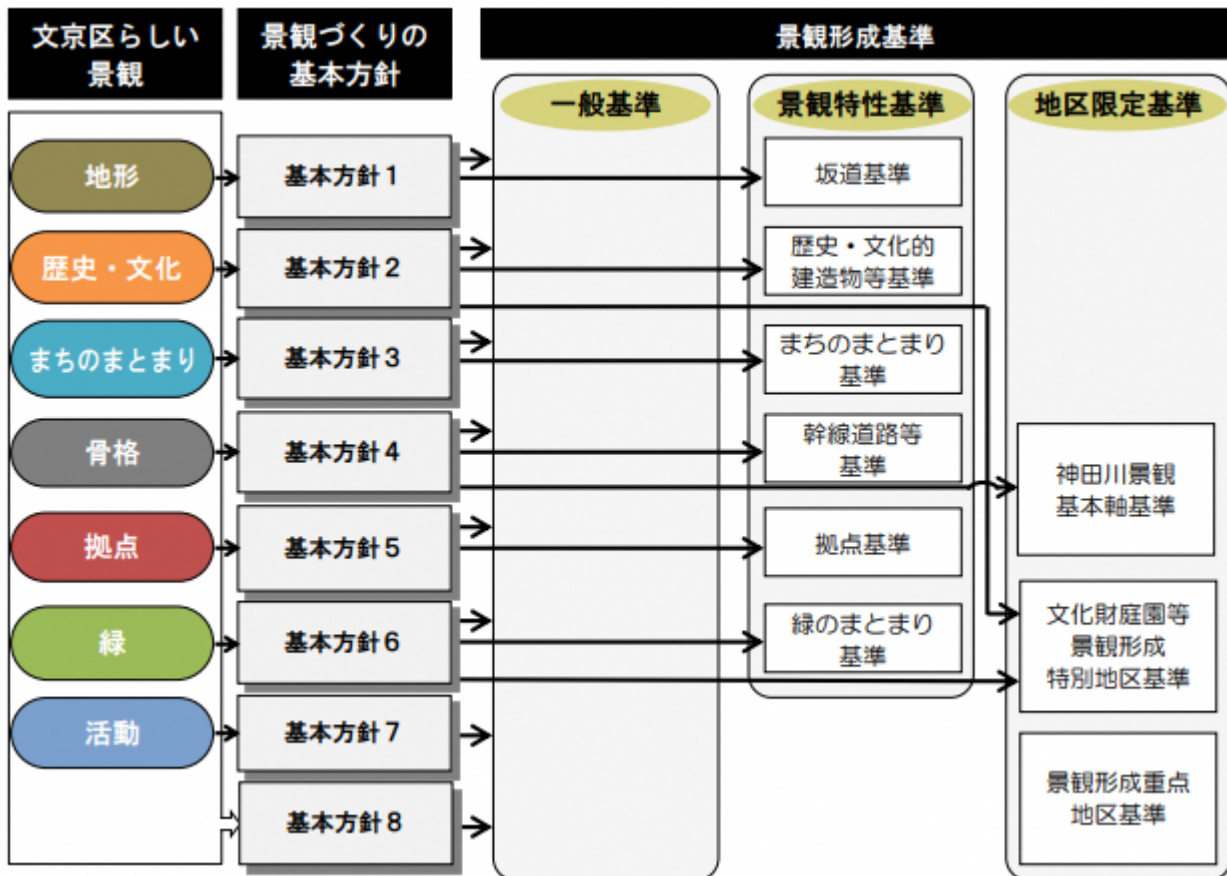 文京区らしい
景観
景観づくりの
基本方針
景観形成基準
一般基準
景観特性基準
地区限定基準
地形
基本方針1
坂道基準
歴史・文化
基本方針2
歴史・文化的
建造物等基準
まちのまとまり
基本方針3
まちのまとまり
基準
骨格
基本方針4
幹線道路等
基準
神田川景観
基本軸基準
拠点
基本方針5
拠点基準
緑
基本方針6
緑のまとまり
基準
文化財庭園等
景観形成
特別地区基準
活動
基本方針7
基本方針8
景観形成重点
地区基準